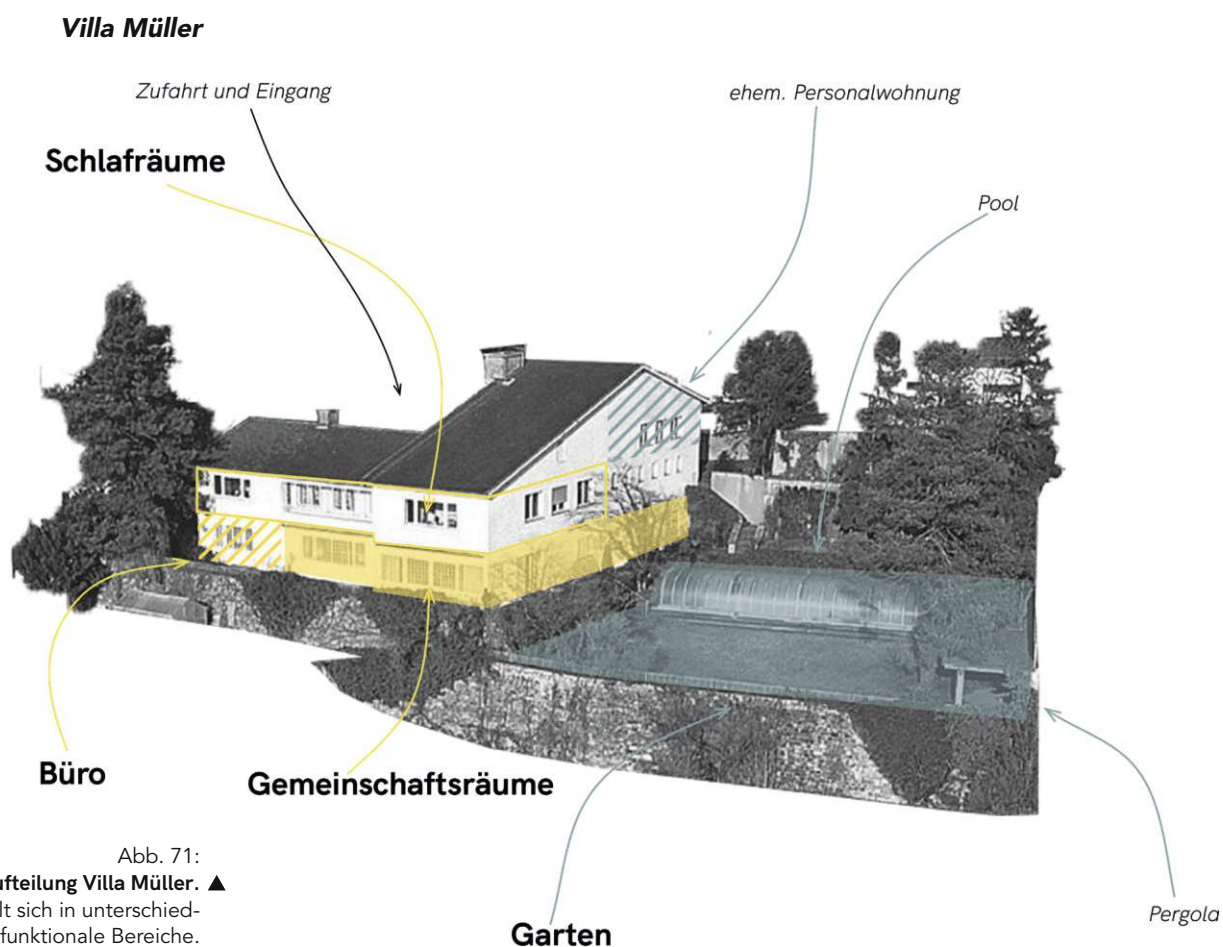 Villa Müller
Zufahrt und Eingang
ehem. Personalwohnung
Schlafräume
Pool
Büro
Gemeinschaftsräume
Abb. 71:
ufteilung Villa Müller. ▲
lt sich in unterschied-
funktionale Bereiche.
Garten
Pergola